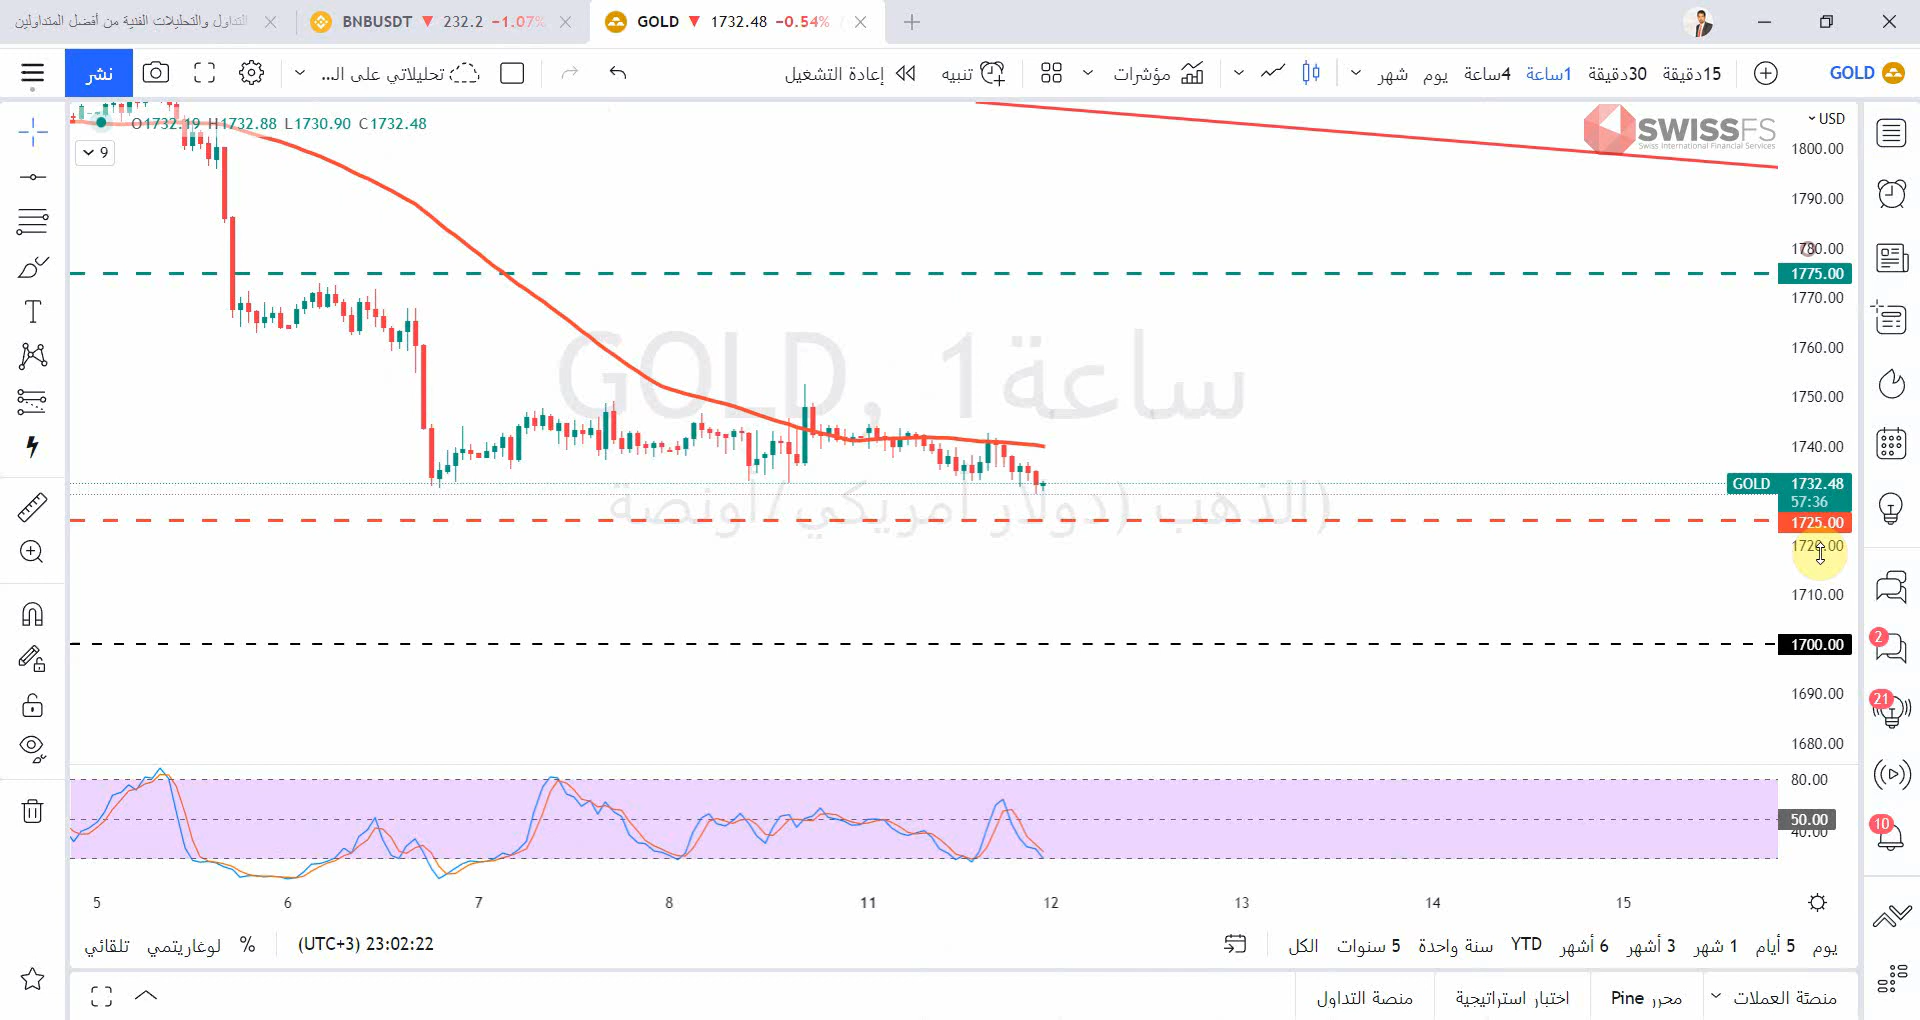 التداول والتحليلات الفنية من أفضل المتداولين
BNBUSDT 232.2 −1.07%
GOLD 1732.48 −0.54%
نشر
تحليلاتي على الـ...
إعادة التشغيل
تنبيه
مؤشرات
شهر
يوم
4ساعة
1ساعة
30دقيقة
15دقيقة
GOLD
O1732.19 H1732.88 L1730.90 C1732.48
9
SWISSFS
Swiss International Financial Services
USD
1800.00
1790.00
1780.00
1775.00
1770.00
1760.00
1750.00
1740.00
GOLD 1732.48
57:36
1725.00
1720.00
1710.00
1700.00
1690.00
1680.00
GOLD, 1ساعة
الذهب (دولار أمريكي/أونصة)
80.00
50.00
40.00
5 6 7 8 11 12 13 14 15
2
21
10
تلقائي
لوغاريتمي
%
23:02:22 (UTC+3)
الكل
5 سنوات
سنة واحدة
YTD
6 أشهر
3 أشهر
1 شهر
5 أيام
يوم
منصة التداول
اختبار استراتيجية
محرر Pine
منصة العملات